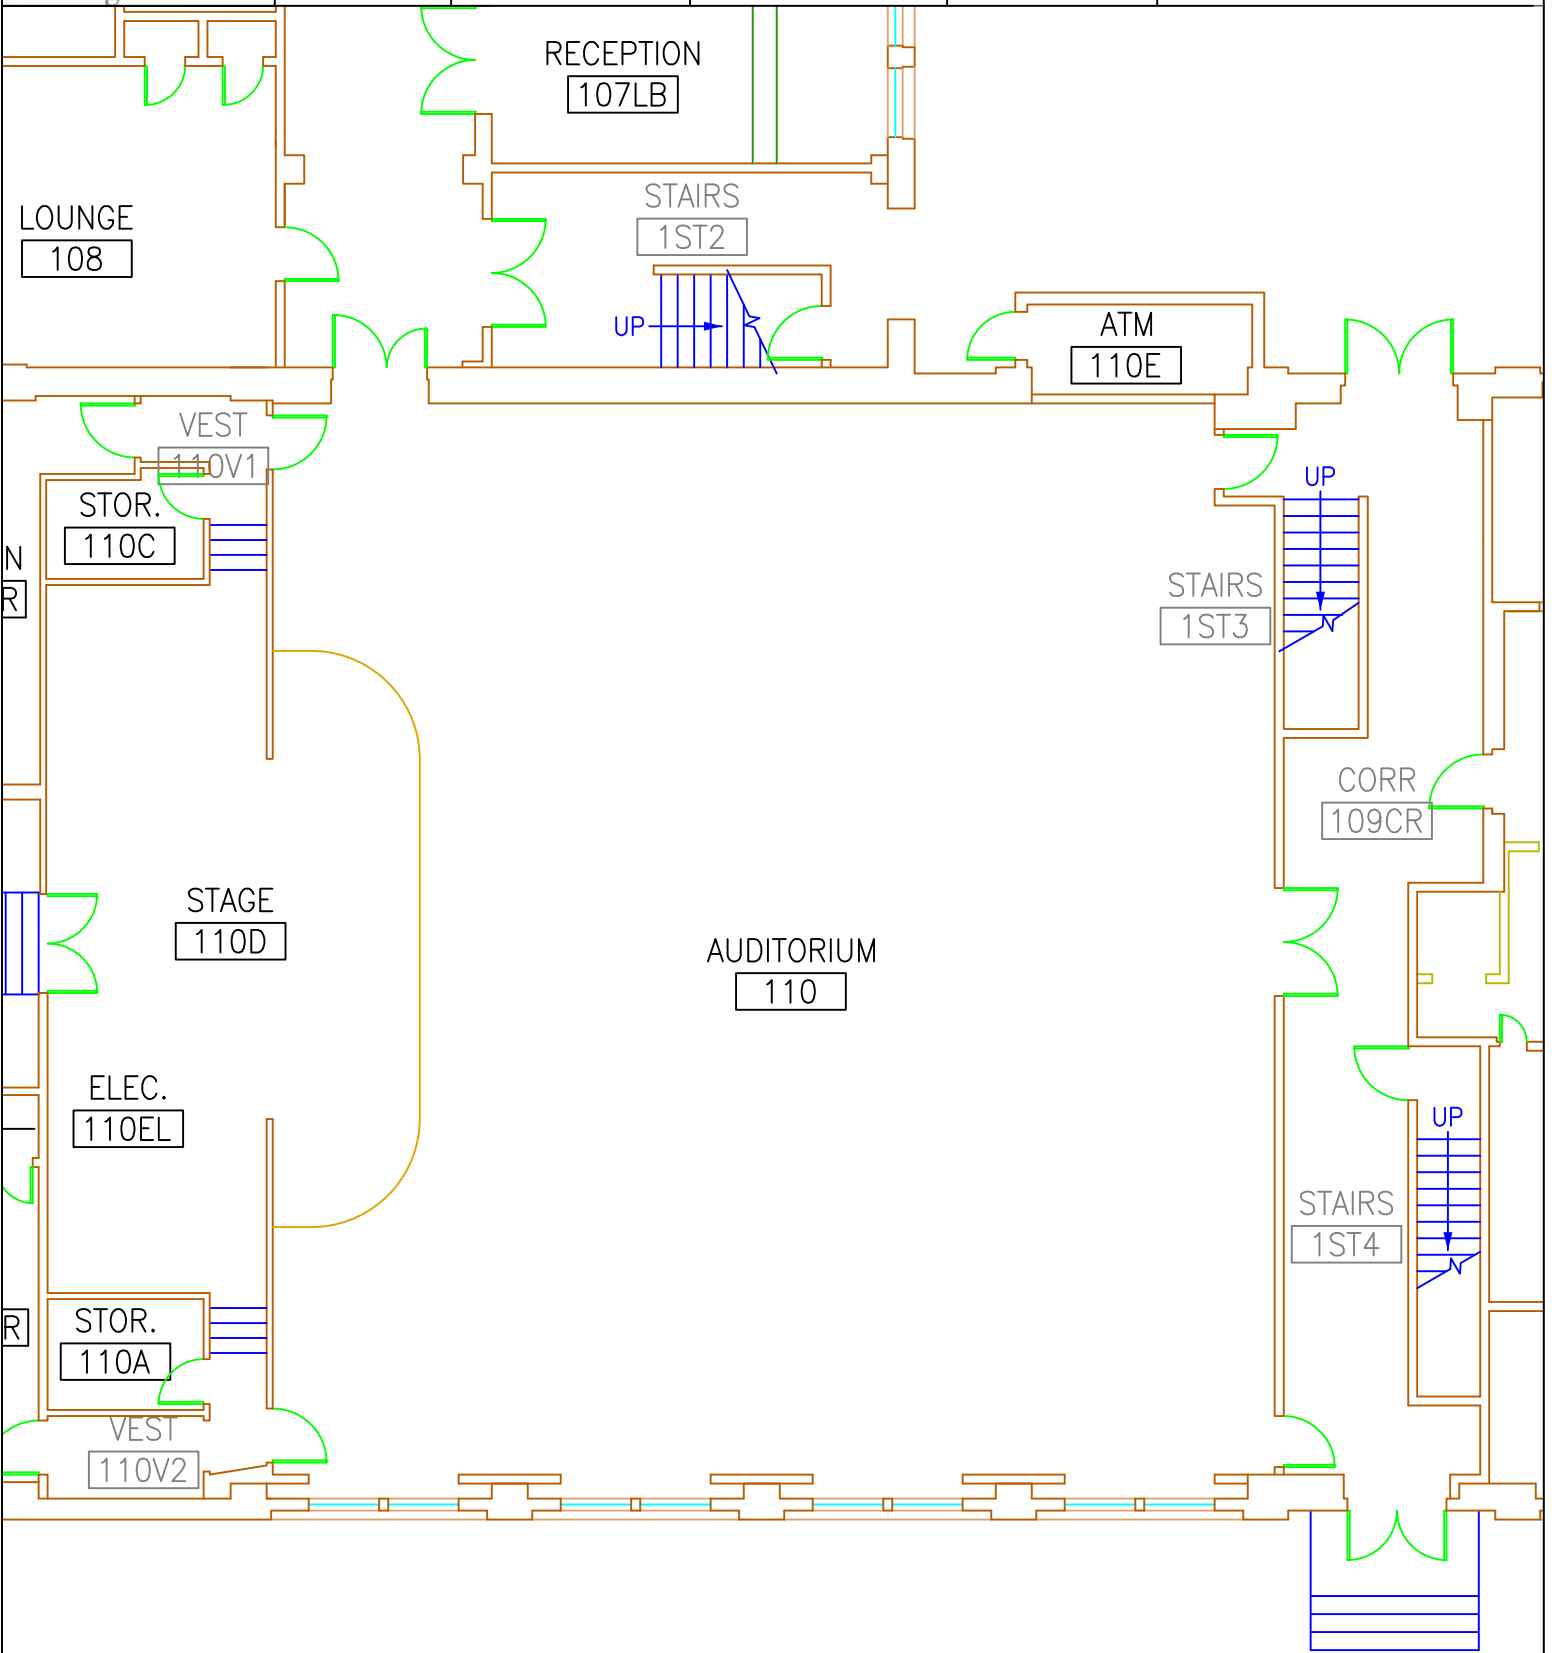 RECEPTION
107LB
STAIRS
1ST2
LOUNGE
108
UP
ATM
110E
VEST
110V1
STOR.
110C
UP
N
R
STAIRS
1ST3
CORR
109CR
STAGE
110D
AUDITORIUM
110
ELEC.
110EL
UP
STAIRS
1ST4
STOR.
110A
R
VEST
110V2